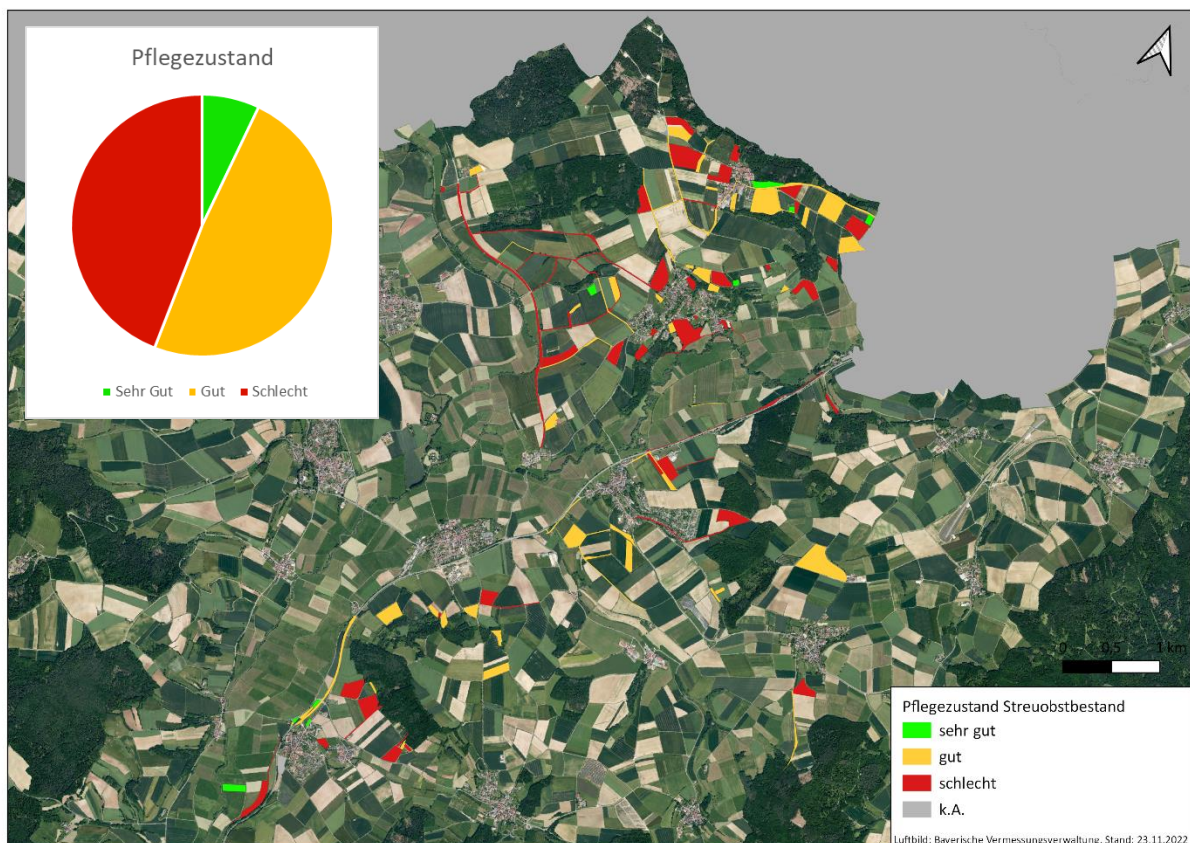 Pflegezustand
Sehr Gut Gut Schlecht
0 0,5 1 km
Pflegezustand Streuobstbestand
sehr gut
gut
schlecht
k.A.
Luftbild: Bayerische Vermessungsverwaltung, Stand: 23.11.2022